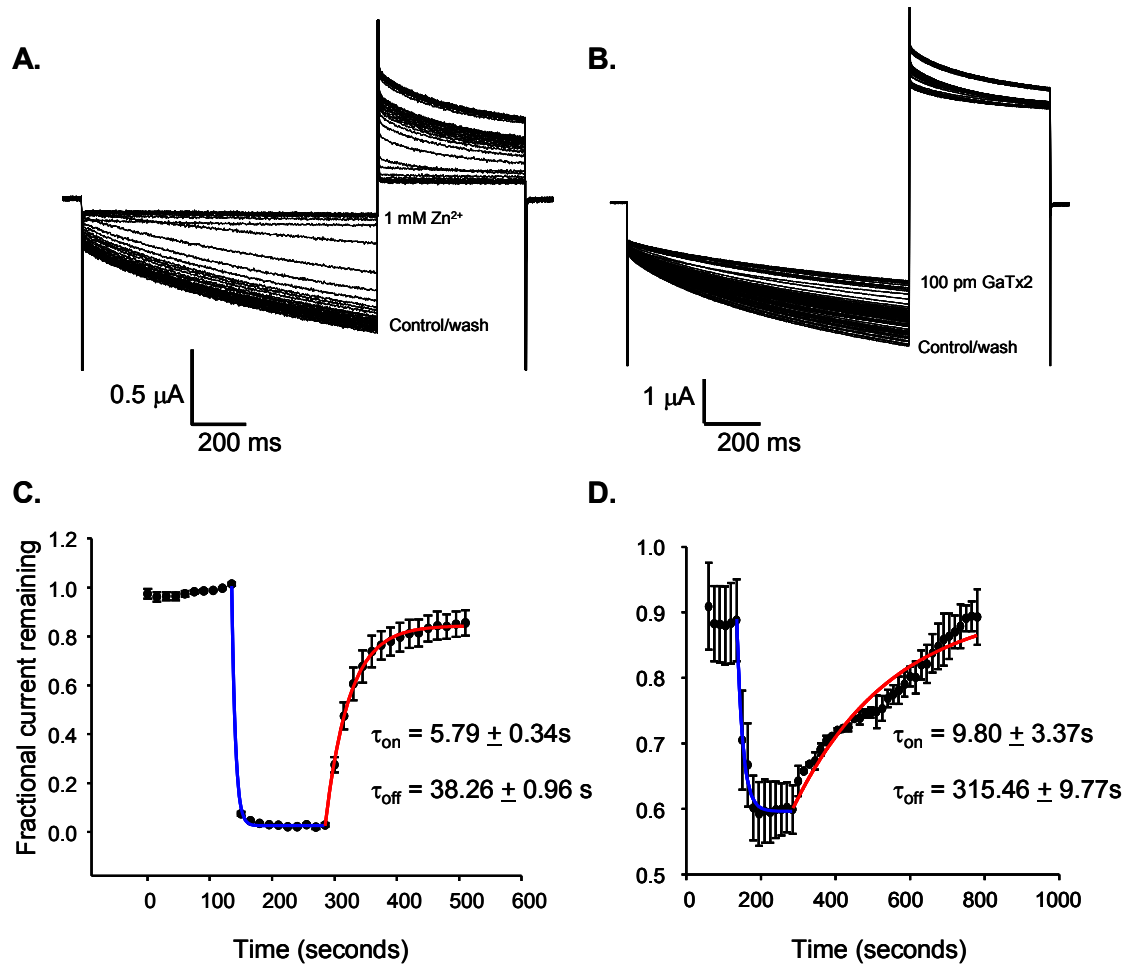 A.
B.
1 mM Zn²⁺
Control/wash
0.5 μA
200 ms
100 pm GaTx2
Control/wash
1 μA
200 ms
C.
D.
Fractional current remaining
1.2
1.0
0.8
0.6
0.4
0.2
0.0
τon = 5.79 ± 0.34s
τoff = 38.26 ± 0.96 s
0 100 200 300 400 500 600
Time (seconds)
1.0
0.9
0.8
0.7
0.6
0.5
τon = 9.80 ± 3.37s
τoff = 315.46 ± 9.77s
0 200 400 600 800 1000
Time (seconds)